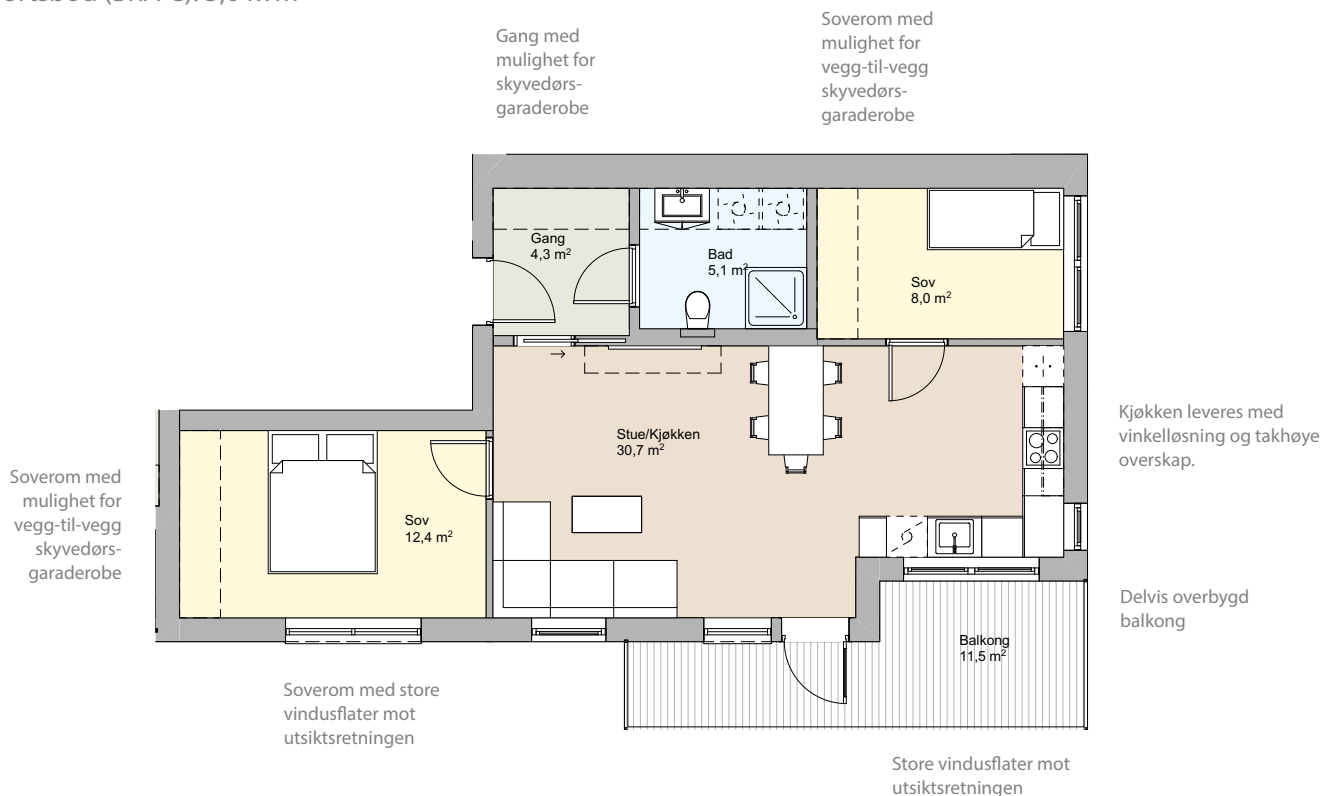 Gang med
mulighet for
skyvedørs-
garaderobe
Soverom med
mulighet for
vegg-til-vegg
skyvedørs-
garaderobe
Gang
4,3 m²
Bad
5,1 m²
Sov
8,0 m²
Stue/Kjøkken
30,7 m²
Kjøkken leveres med
vinkelløsning og takhøye
overskap.
Soverom med
mulighet for
vegg-til-vegg
skyvedørs-
garaderobe
Sov
12,4 m²
Delvis overbygd
balkong
Balkong
11,5 m²
Soverom med store
vindusflater mot
utsiktsretningen
Store vindusflater mot
utsiktsretningen